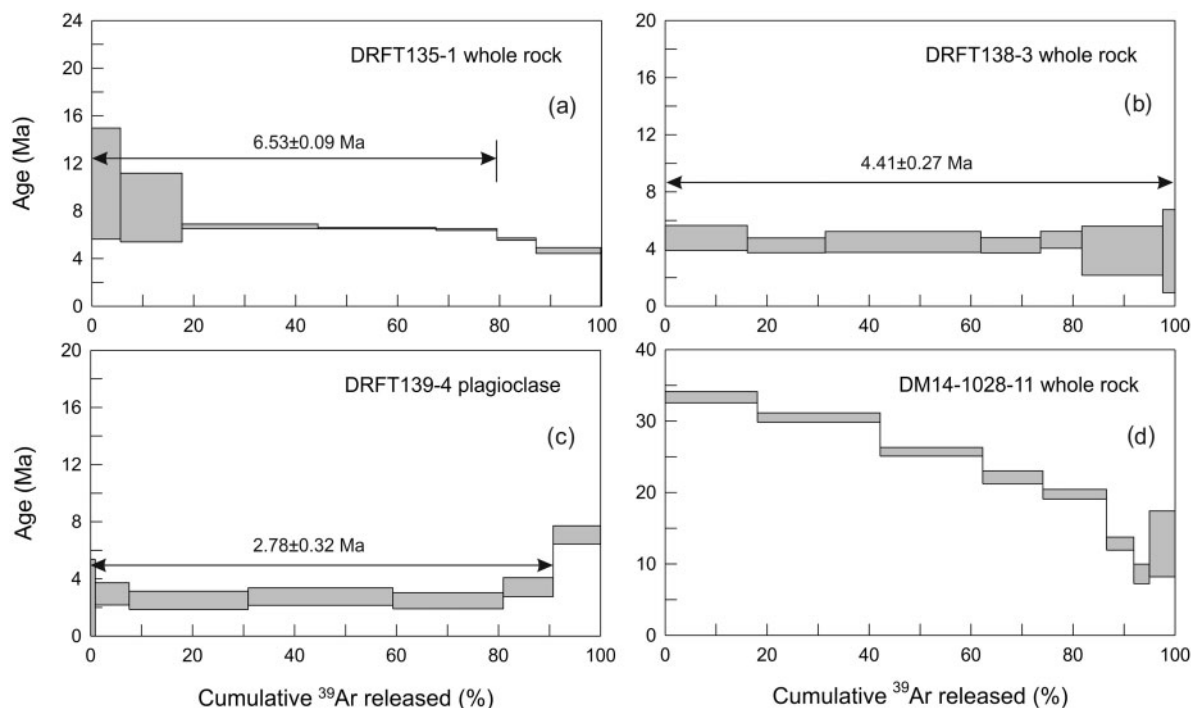 24
20
16
12
8
4
0
Age (Ma)
DRFT135-1 whole rock
(a)
6.53±0.09 Ma
0 20 40 60 80 100
20
16
12
8
4
0
DRFT138-3 whole rock
(b)
4.41±0.27 Ma
0 20 40 60 80 100
20
16
12
8
4
0
Age (Ma)
DRFT139-4 plagioclase
(c)
2.78±0.32 Ma
0 20 40 60 80 100
Cumulative ³⁹Ar released (%)
40
30
20
10
0
DM14-1028-11 whole rock
(d)
0 20 40 60 80 100
Cumulative ³⁹Ar released (%)